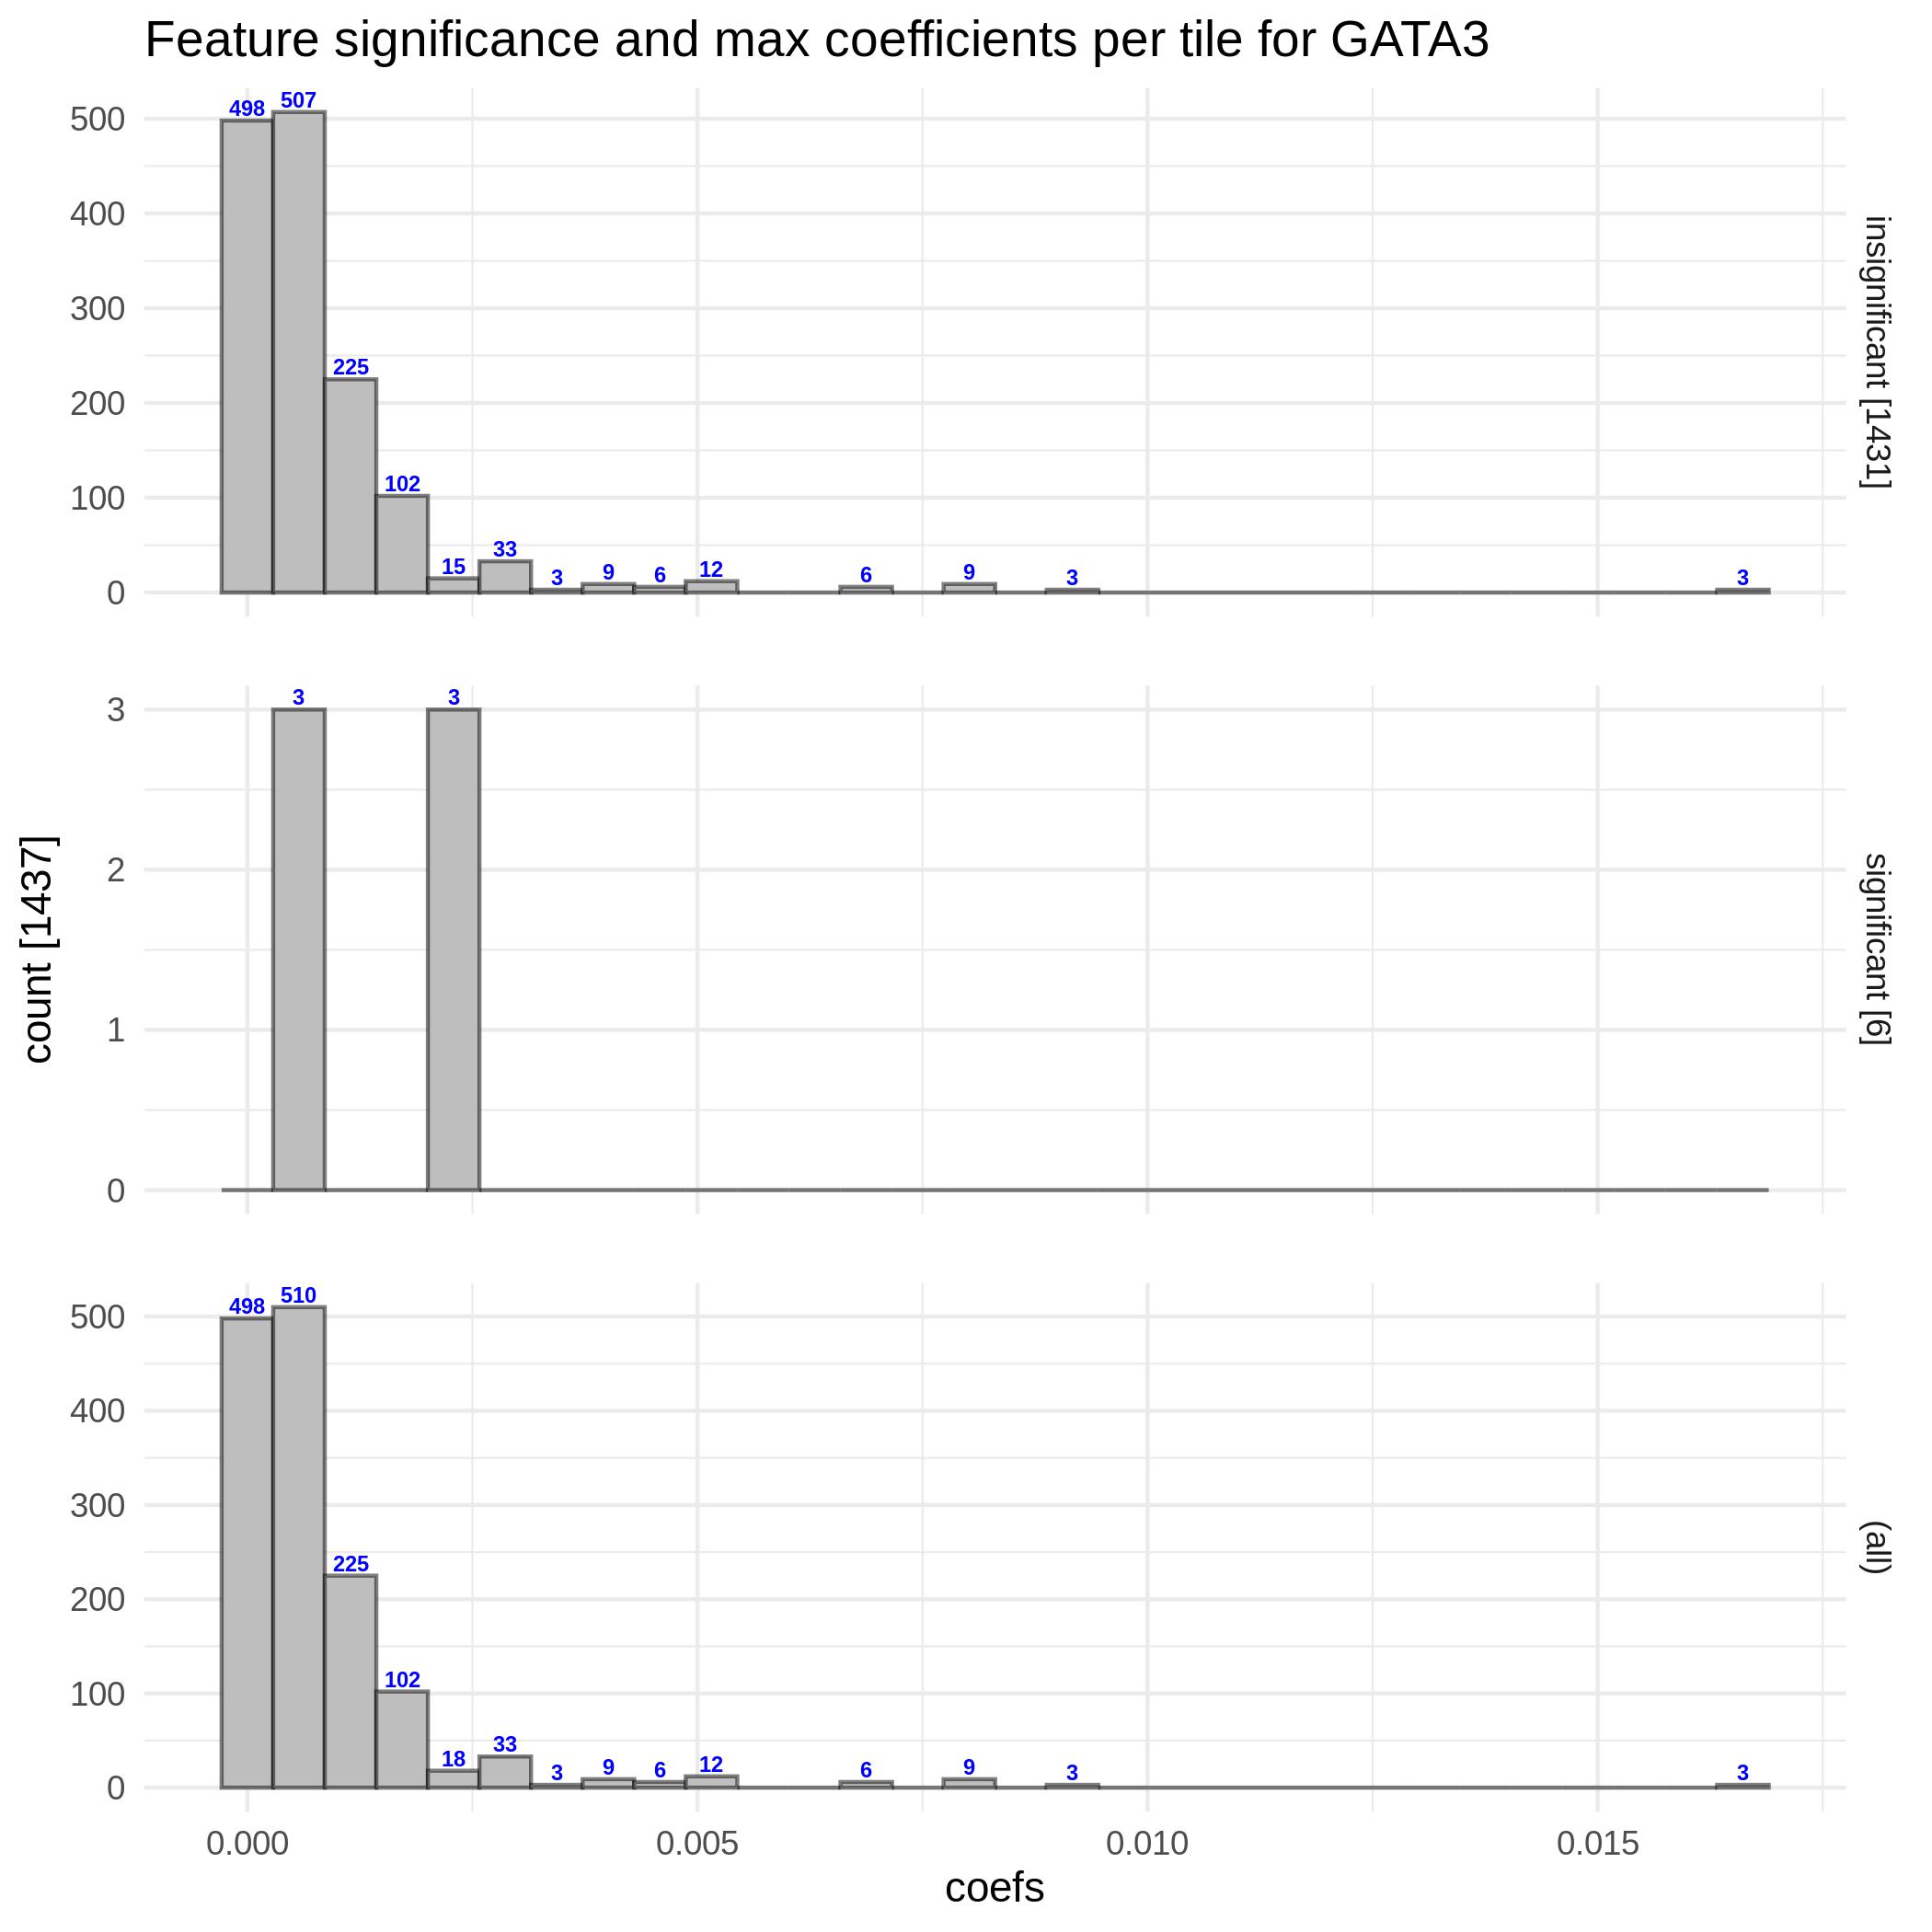 Feature significance and max coefficients per tile for GATA3
498 507 225 102 15 33 3 9 6 12 6 9 3 3
500
400
300
200
100
0
insignificant [1431]
3 3
3
2
1
0
significant [6]
count [1437]
498 510 225 102 18 33 3 9 6 12 6 9 3 3
500
400
300
200
100
0
(all)
0.000 0.005 0.010 0.015
coefs